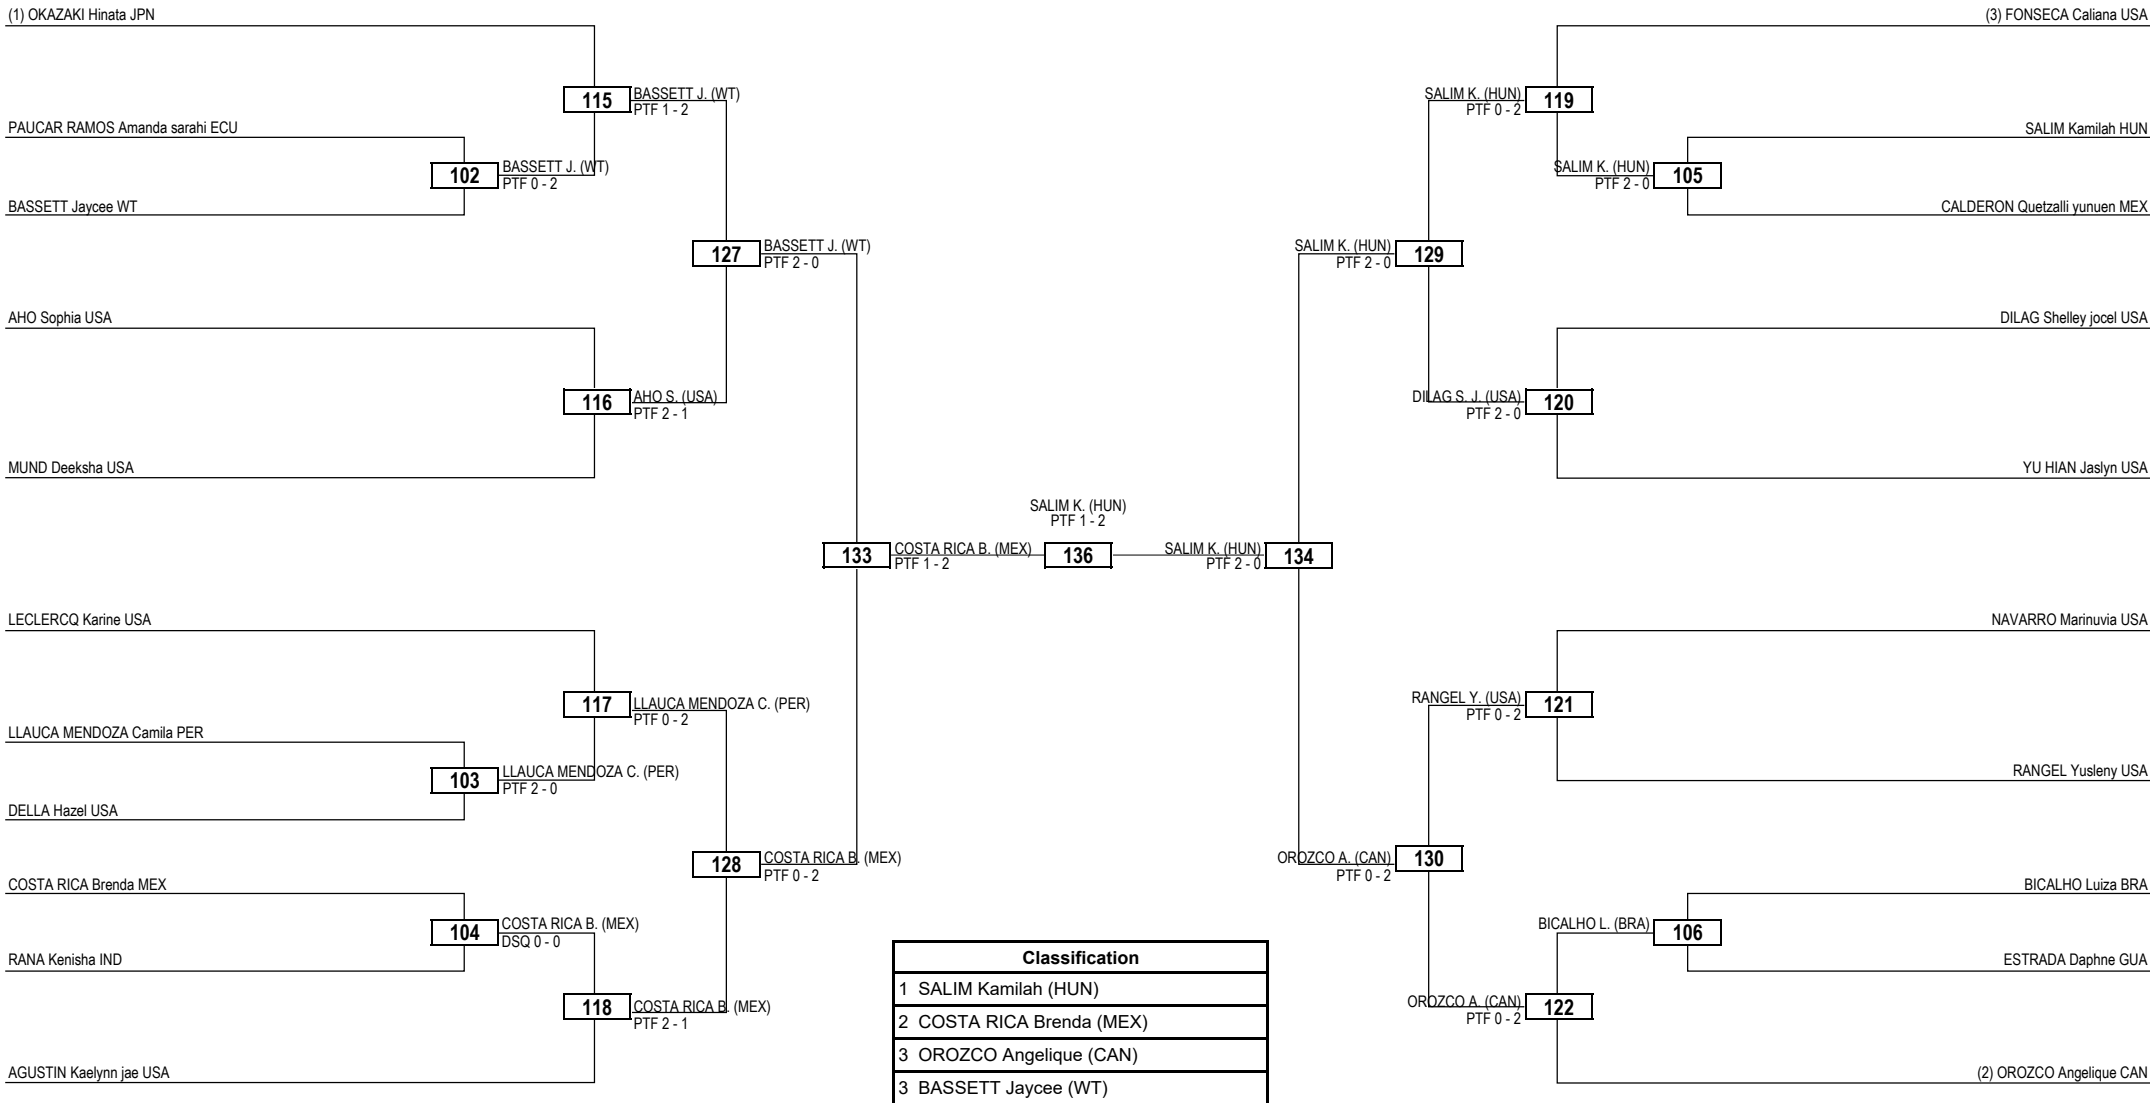 (1) OKAZAKI Hinata JPN
PAUCAR RAMOS Amanda sarahi ECU
BASSETT Jaycee WT
AHO Sophia USA
MUND Deeksha USA
LECLERCQ Karine USA
LLAUCA MENDOZA Camila PER
DELLA Hazel USA
COSTA RICA Brenda MEX
RANA Kenisha IND
AGUSTIN Kaelynn jae USA
102
BASSETT J. (WT)
PTF 0 - 2
103
LLAUCA MENDOZA C. (PER)
PTF 2 - 0
104
COSTA RICA B. (MEX)
DSQ 0 - 0
115
BASSETT J. (WT)
PTF 1 - 2
116
AHO S. (USA)
PTF 2 - 1
117
LLAUCA MENDOZA C. (PER)
PTF 0 - 2
118
COSTA RICA B. (MEX)
PTF 2 - 1
127
BASSETT J. (WT)
PTF 2 - 0
128
COSTA RICA B. (MEX)
PTF 0 - 2
133
COSTA RICA B. (MEX)
PTF 1 - 2
SALIM K. (HUN)
PTF 1 - 2
136
SALIM K. (HUN)
PTF 2 - 0
134
SALIM K. (HUN)
PTF 2 - 0
129
OROZCO A. (CAN)
PTF 0 - 2
130
SALIM K. (HUN)
PTF 0 - 2
119
DILAG S. J. (USA)
PTF 2 - 0
120
RANGEL Y. (USA)
PTF 0 - 2
121
OROZCO A. (CAN)
PTF 0 - 2
122
SALIM K. (HUN)
PTF 2 - 0
105
BICALHO L. (BRA)
106
(3) FONSECA Caliana USA
SALIM Kamilah HUN
CALDERON Quetzalli yunuen MEX
DILAG Shelley jocel USA
YU HIAN Jaslyn USA
NAVARRO Marinuvia USA
RANGEL Yusleny USA
BICALHO Luiza BRA
ESTRADA Daphne GUA
(2) OROZCO Angelique CAN
Classification
1 SALIM Kamilah (HUN)
2 COSTA RICA Brenda (MEX)
3 OROZCO Angelique (CAN)
3 BASSETT Jaycee (WT)